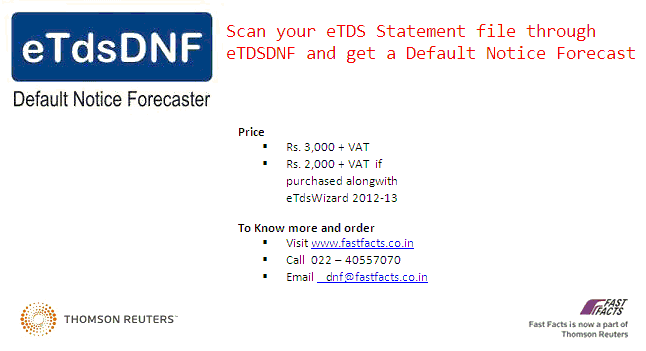 eTdsDNF
Default Notice Forecaster
Scan your eTDS Statement file through
eTDSDNF and get a Default Notice Forecast
Price
▪ Rs. 3,000 + VAT
▪ Rs. 2,000 + VAT if
purchased alongwith
eTdsWizard 2012-13
To Know more and order
▪ Visit www.fastfacts.co.in
▪ Call 022 – 40557070
▪ Email dnf@fastfacts.co.in
THOMSON REUTERS™
FAST
FACTS
Fast Facts is now a part of
Thomson Reuters